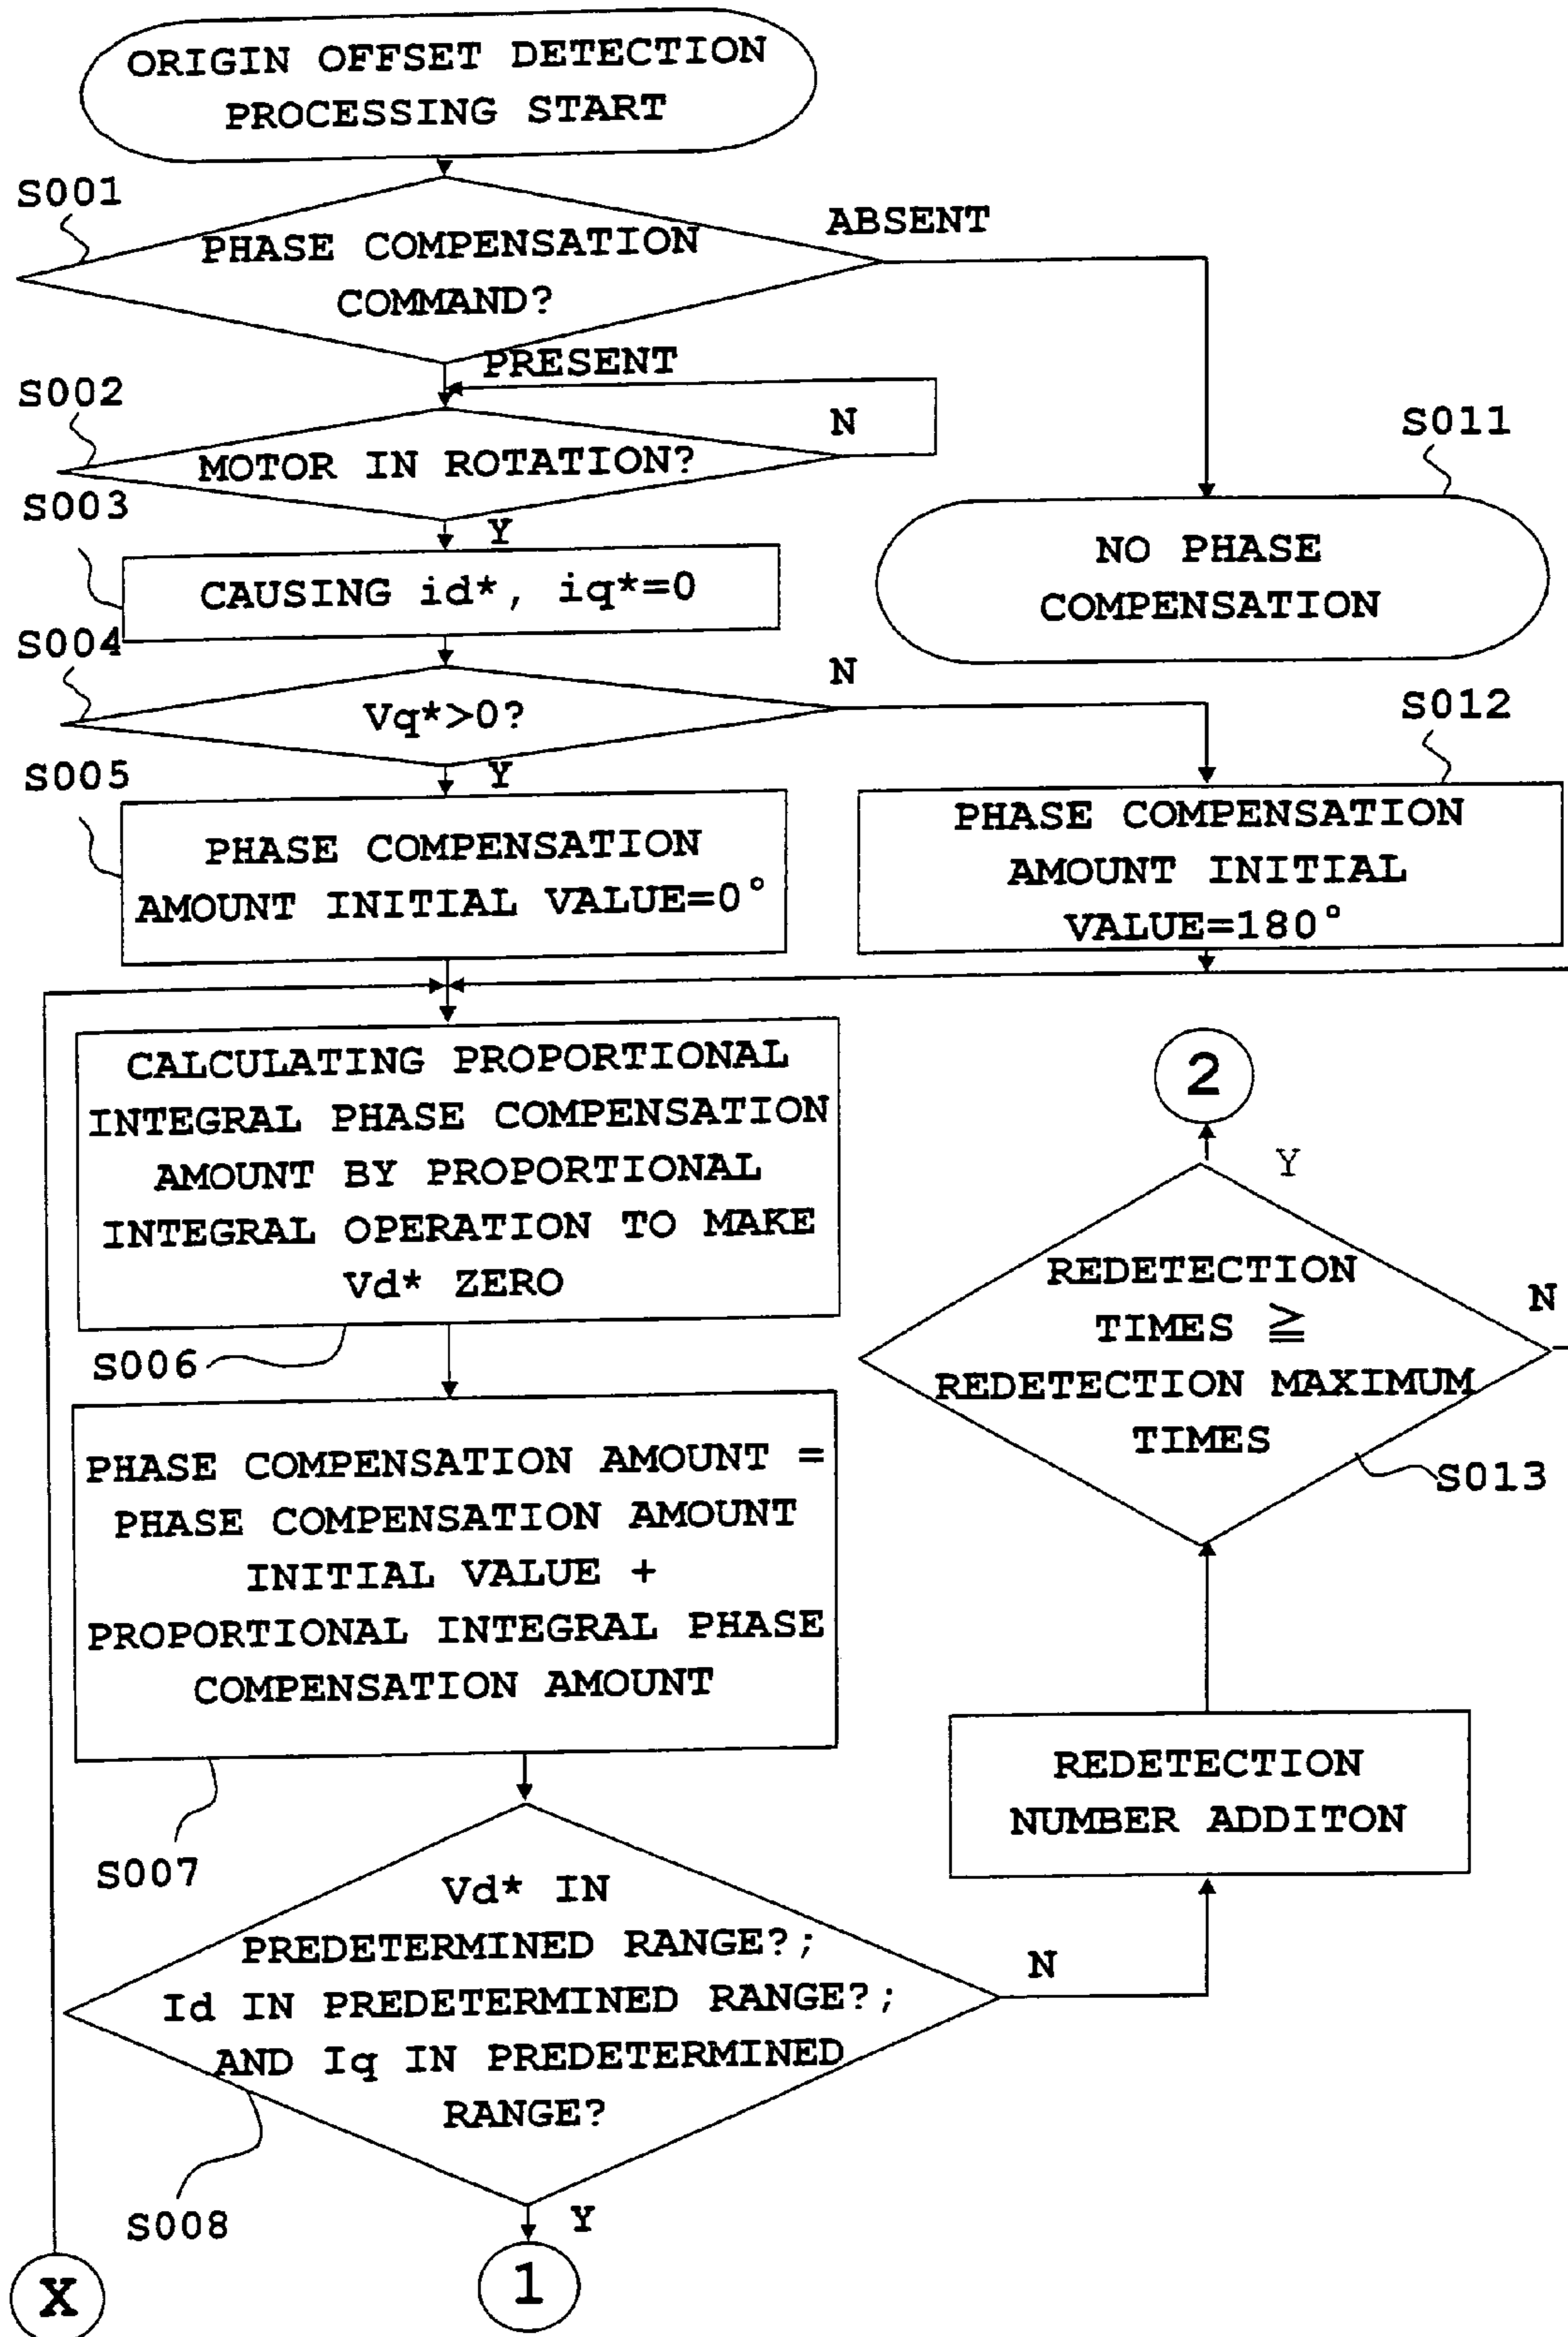 ORIGIN OFFSET DETECTION
PROCESSING START
S001
PHASE COMPENSATION
COMMAND?
ABSENT
PRESENT
S002
MOTOR IN ROTATION?
N
Y
S011
NO PHASE
COMPENSATION
S003
CAUSING id*, iq*=0
S004
Vq*>0?
N
Y
S012
PHASE COMPENSATION
AMOUNT INITIAL
VALUE=180°
S005
PHASE COMPENSATION
AMOUNT INITIAL VALUE=0°
CALCULATING PROPORTIONAL
INTEGRAL PHASE COMPENSATION
AMOUNT BY PROPORTIONAL
INTEGRAL OPERATION TO MAKE
Vd* ZERO
S006
2
Y
REDETECTION
TIMES ≧
REDETECTION MAXIMUM
TIMES
N
S013
PHASE COMPENSATION AMOUNT =
PHASE COMPENSATION AMOUNT
INITIAL VALUE +
PROPORTIONAL INTEGRAL PHASE
COMPENSATION AMOUNT
S007
REDETECTION
NUMBER ADDITON
Vd* IN
PREDETERMINED RANGE?;
Id IN PREDETERMINED RANGE?;
AND Iq IN PREDETERMINED
RANGE?
N
S008
Y
X
1